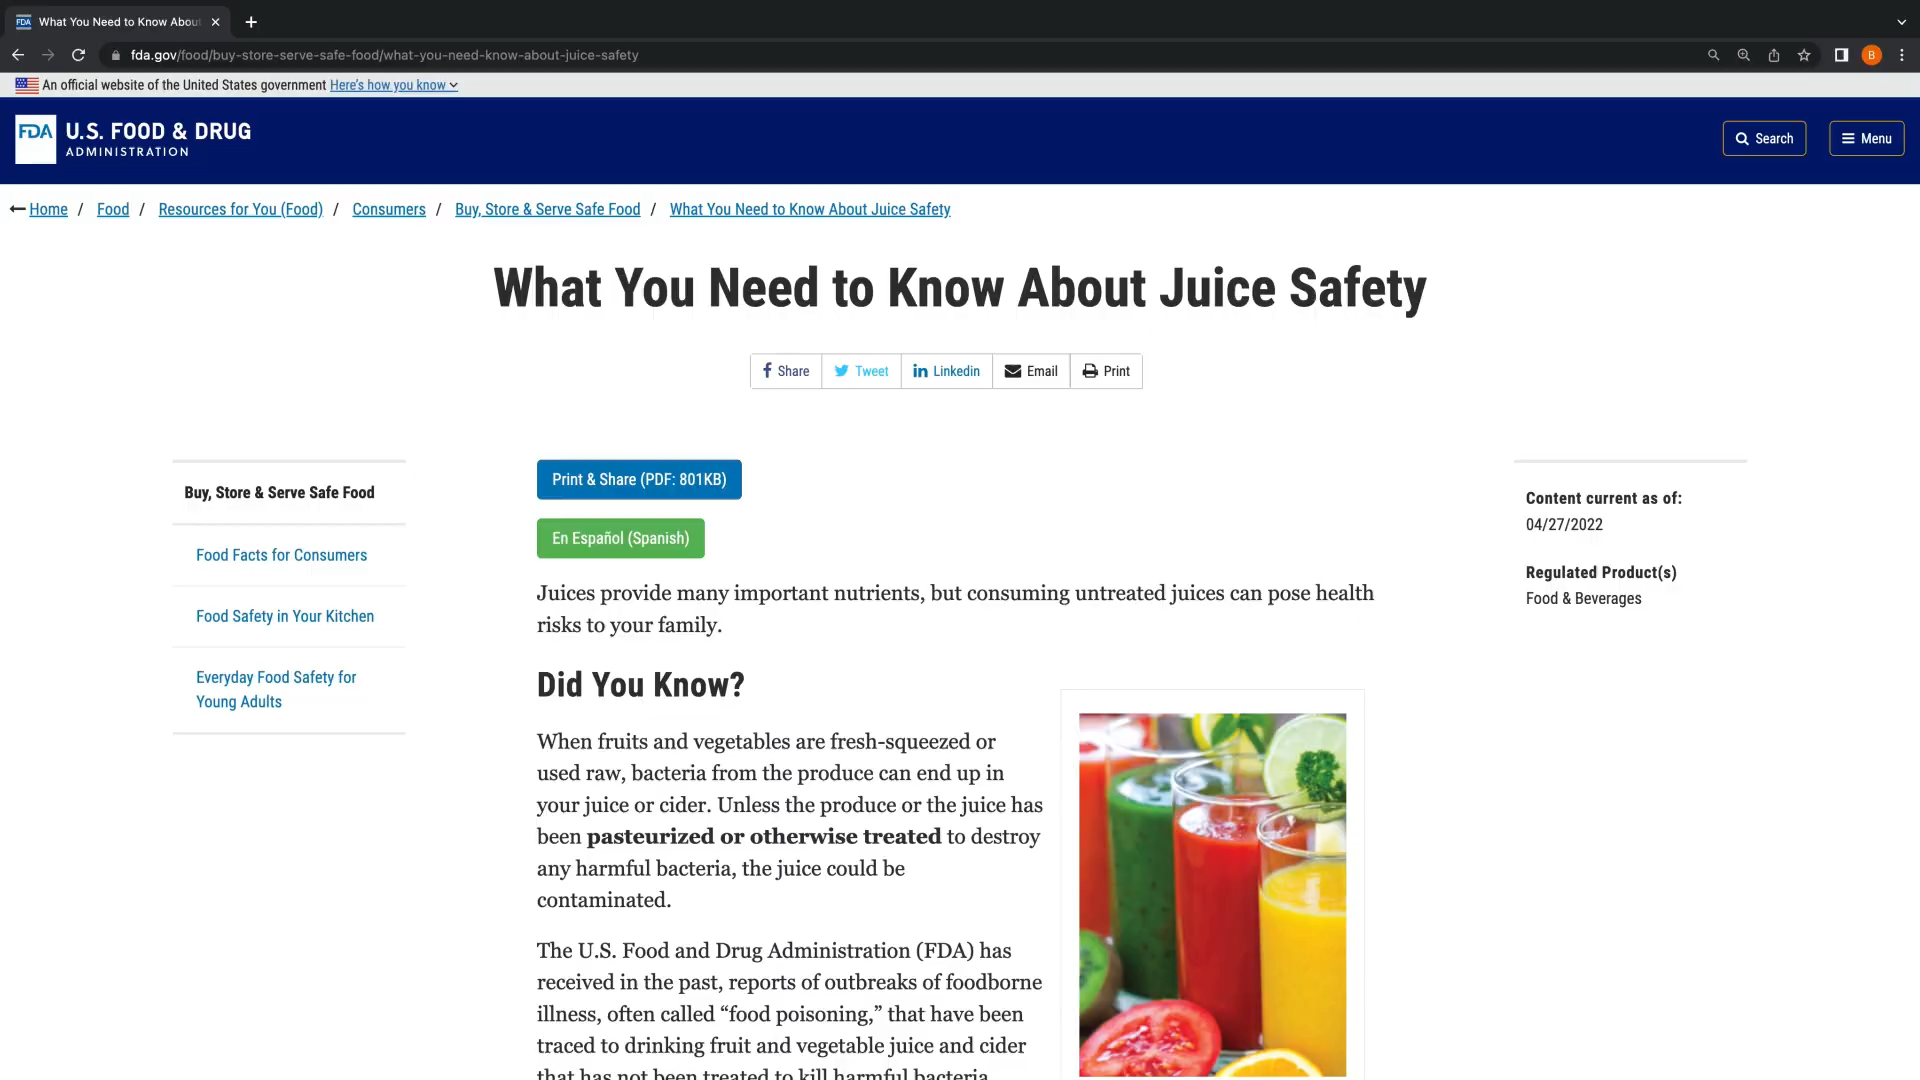 What You Need to Know Abou
fda.gov/food/buy-store-serve-safe-food/what-you-need-know-about-juice-safety
B
An official website of the United States government Here's how you know
FDA U.S. FOOD & DRUG
ADMINISTRATION
Search
Menu
Home / Food / Resources for You (Food) / Consumers / Buy, Store & Serve Safe Food / What You Need to Know About Juice Safety
What You Need to Know About Juice Safety
Share Tweet Linkedin Email Print
Buy, Store & Serve Safe Food
Food Facts for Consumers
Food Safety in Your Kitchen
Everyday Food Safety for
Young Adults
Print & Share (PDF: 801KB)
En Español (Spanish)
Juices provide many important nutrients, but consuming untreated juices can pose health
risks to your family.
Did You Know?
When fruits and vegetables are fresh-squeezed or
used raw, bacteria from the produce can end up in
your juice or cider. Unless the produce or the juice has
been pasteurized or otherwise treated to destroy
any harmful bacteria, the juice could be
contaminated.
The U.S. Food and Drug Administration (FDA) has
received in the past, reports of outbreaks of foodborne
illness, often called “food poisoning,” that have been
traced to drinking fruit and vegetable juice and cider
that has not been treated to kill harmful bacteria.
Content current as of:
04/27/2022
Regulated Product(s)
Food & Beverages